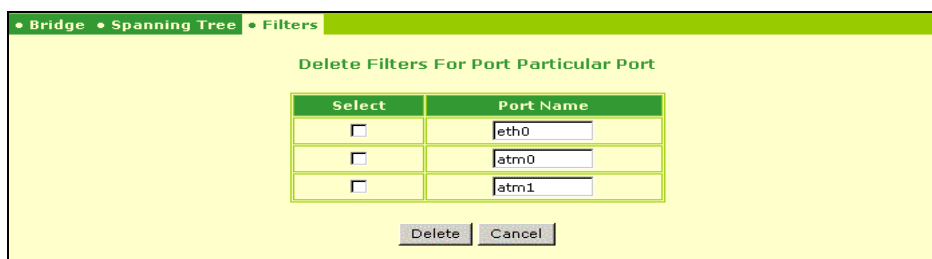 • Bridge • Spanning Tree • Filters
Delete Filters For Port Particular Port
Select Port Name
eth0
atm0
atm1
Delete Cancel